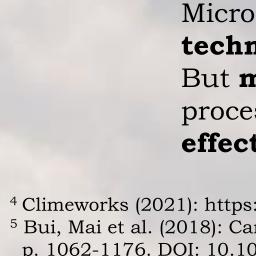 Micro
techn
But m
proces
effect
⁴ Climeworks (2021): https:
⁵ Bui, Mai et al. (2018): Car
p. 1062-1176. DOI: 10.10